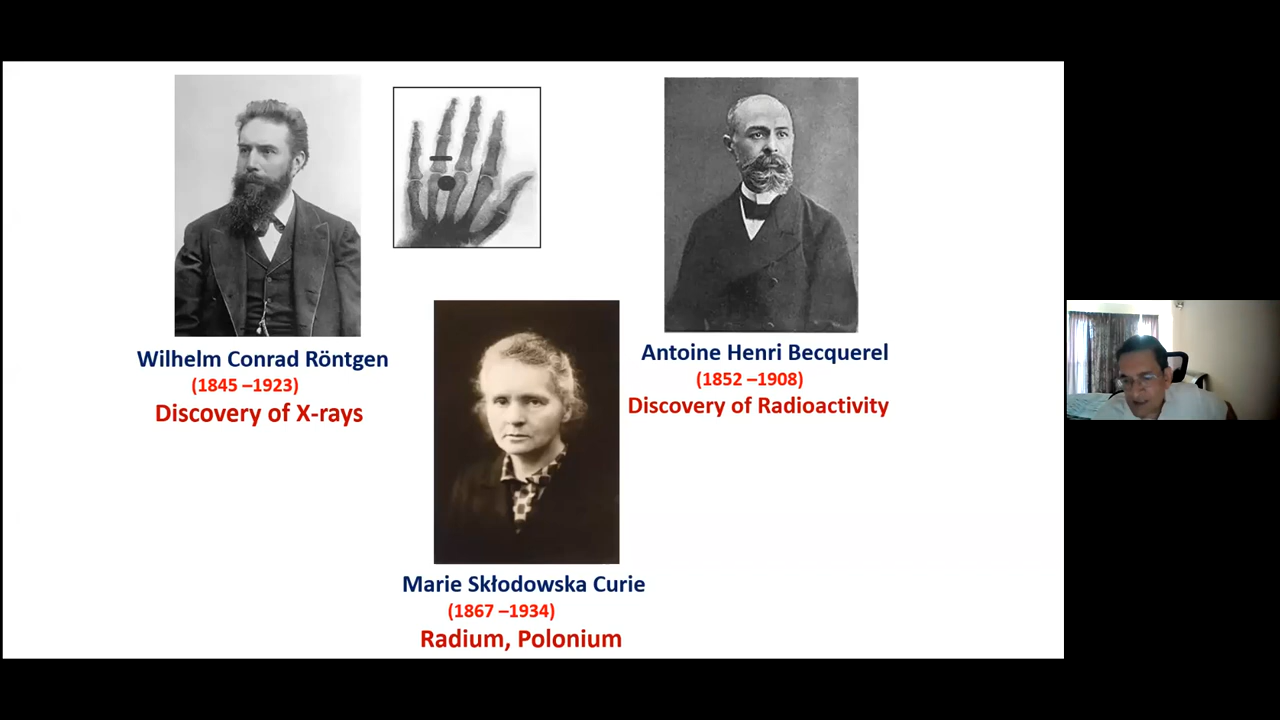 Wilhelm Conrad Röntgen
(1845 –1923)
Discovery of X-rays
Antoine Henri Becquerel
(1852 –1908)
Discovery of Radioactivity
Marie Skłodowska Curie
(1867 –1934)
Radium, Polonium